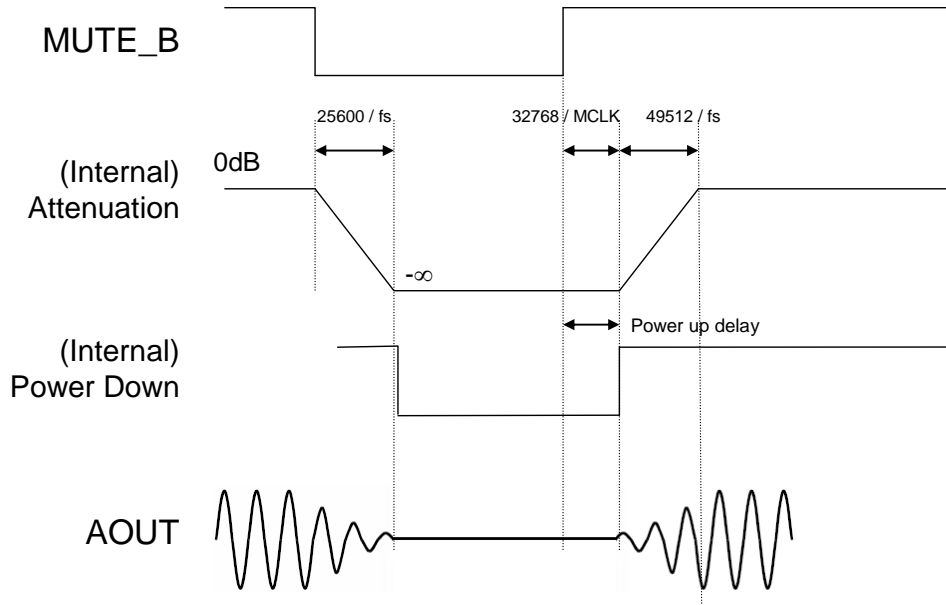 MUTE_B
25600 / fs
32768 / MCLK
49512 / fs
0dB
(Internal)
Attenuation
-∞
Power up delay
(Internal)
Power Down
AOUT